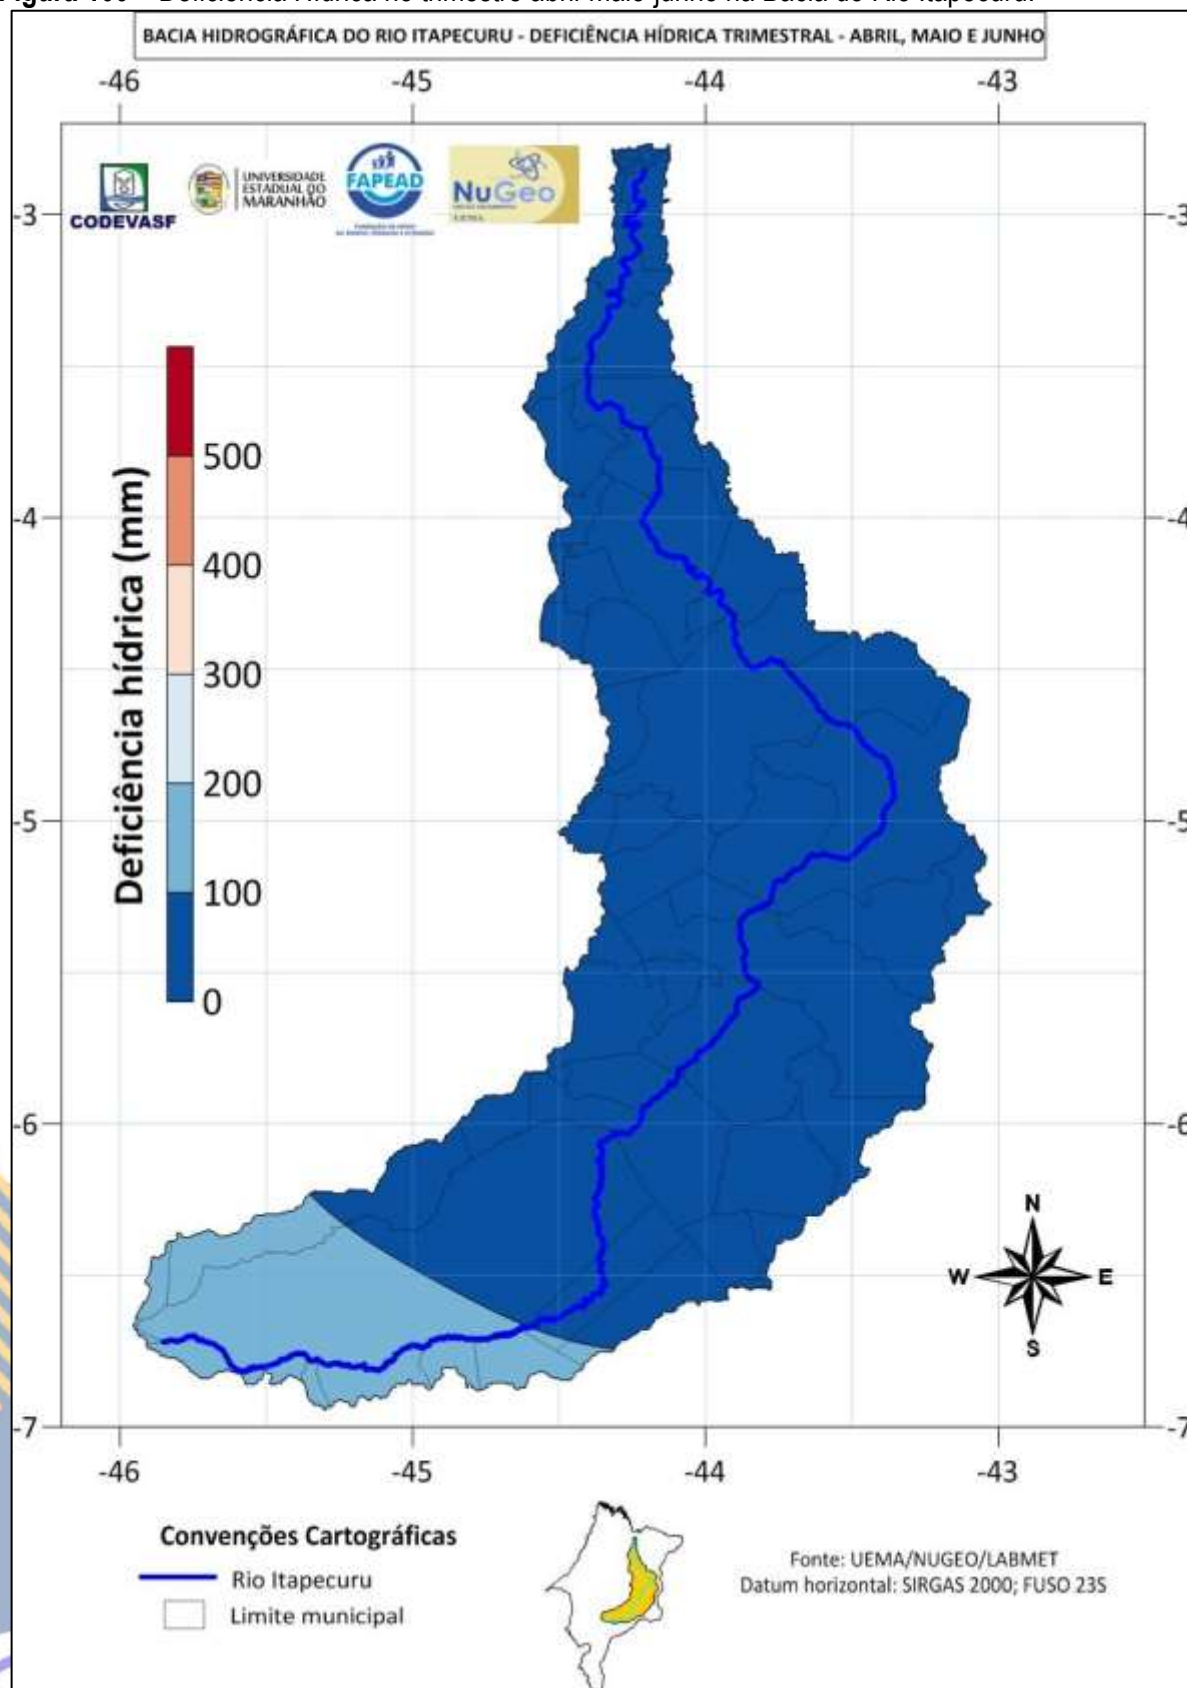 BACIA HIDROGRÁFICA DO RIO ITAPECURU - DEFICIÊNCIA HÍDRICA TRIMESTRAL - ABRIL, MAIO E JUNHO
-46 -45 -44 -43
CODEVASF
UNIVERSIDADE
ESTADUAL DO
MARANHÃO
FAPEAD
NuGeo
-3 -3
Deficiência hídrica (mm)
500
400
300
200
100
0
-4 -4
-5 -5
-6 -6
N
W E
S
-7 -7
-46 -45 -44 -43
Convenções Cartográficas
Rio Itapecuru
Limite municipal
Fonte: UEMA/NUGEO/LABMET
Datum horizontal: SIRGAS 2000; FUSO 23S